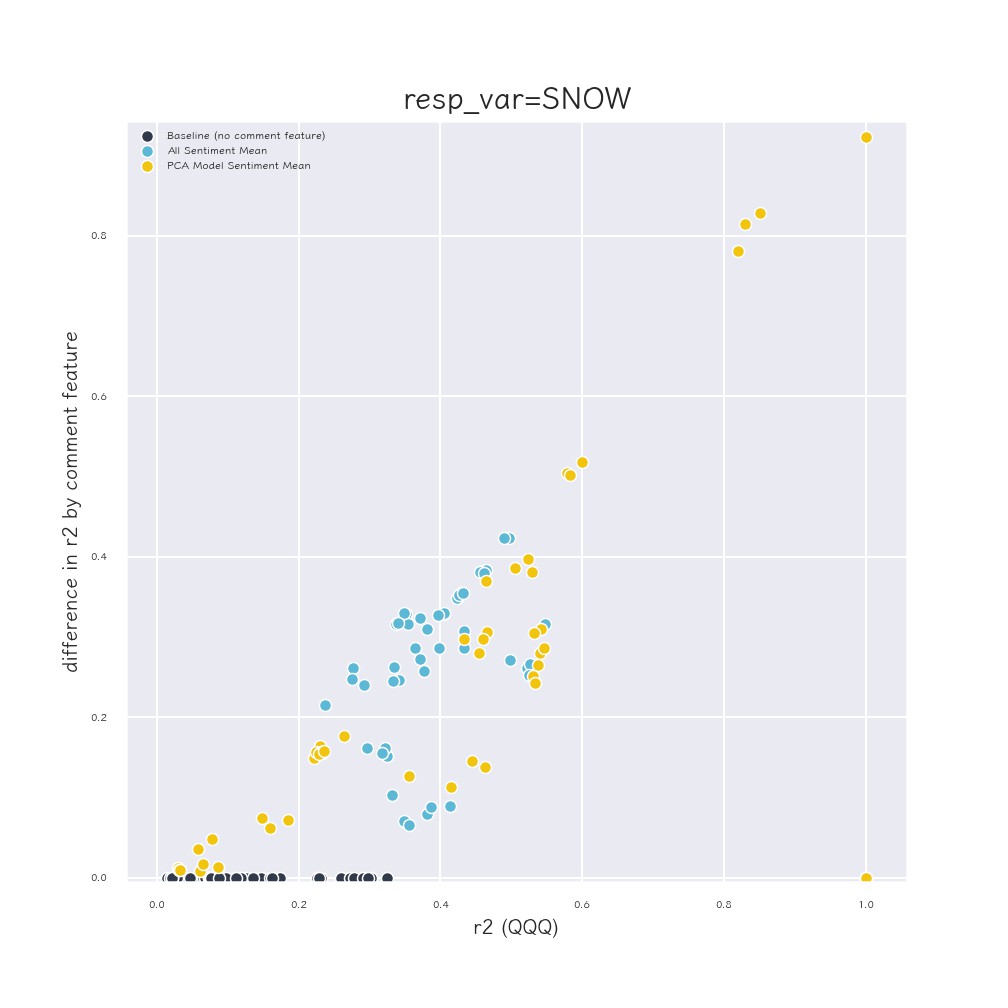 resp_var=SNOW
Baseline (no comment feature)
All Sentiment Mean
PCA Model Sentiment Mean
difference in r2 by comment feature
0.8
0.6
0.4
0.2
0.0
0.0 0.2 0.4 0.6 0.8 1.0
r2 (QQQ)